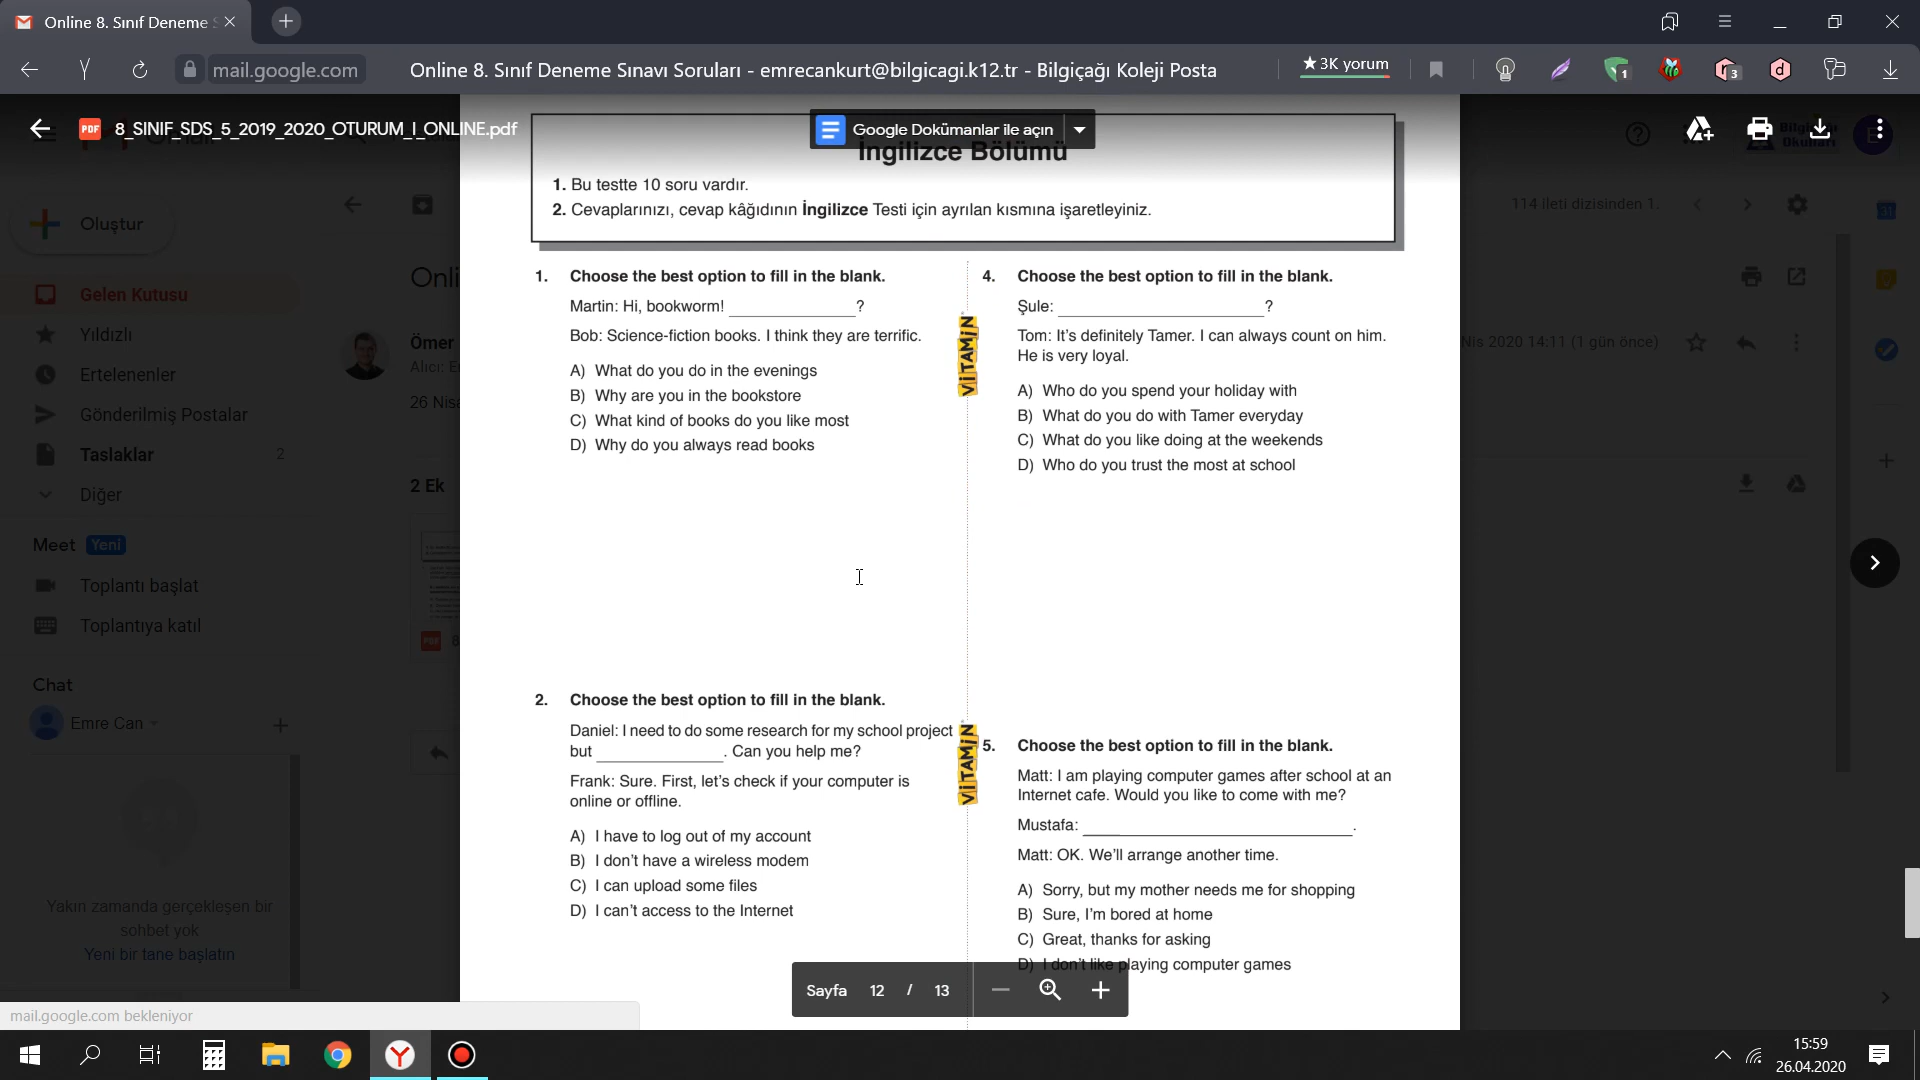 Online 8. Sınıf Deneme S
mail.google.com
Online 8. Sınıf Deneme Sınavı Soruları - emrecankurt@bilgicagi.k12.tr - Bilgiçağı Koleji Posta
★3K yorum
1
3
PDF
8_SINIF_SDS_5_2019_2020_OTURUM_I_ONLINE.pdf
Google Dokümanlar ile açın
Oluştur
Gelen Kutusu
Yıldızlı
Ertelenenler
Gönderilmiş Postalar
Taslaklar 2
Diğer
Meet Yeni
Toplantı başlat
Toplantıya katıl
Chat
Emre Can
Yakın zamanda gerçekleşen bir
sohbet yok
Yeni bir tane başlatın
Onli
Ömer
Alıcı: E
26 Nis
2 Ek
PDF 8
114 ileti dizisinden 1.
Nis 2020 14:11 (1 gün önce)
İngilizce Bölümü
1. Bu testte 10 soru vardır.
2. Cevaplarınızı, cevap kâğıdının İngilizce Testi için ayrılan kısmına işaretleyiniz.
1. Choose the best option to fill in the blank.
Martin: Hi, bookworm! ______________?
Bob: Science-fiction books. I think they are terrific.
A) What do you do in the evenings
B) Why are you in the bookstore
C) What kind of books do you like most
D) Why do you always read books
2. Choose the best option to fill in the blank.
Daniel: I need to do some research for my school project
but ______________. Can you help me?
Frank: Sure. First, let’s check if your computer is
online or offline.
A) I have to log out of my account
B) I don’t have a wireless modem
C) I can upload some files
D) I can’t access to the Internet
VİTAMİN
VİTAMİN
4. Choose the best option to fill in the blank.
Şule: ______________________?
Tom: It’s definitely Tamer. I can always count on him.
He is very loyal.
A) Who do you spend your holiday with
B) What do you do with Tamer everyday
C) What do you like doing at the weekends
D) Who do you trust the most at school
5. Choose the best option to fill in the blank.
Matt: I am playing computer games after school at an
Internet cafe. Would you like to come with me?
Mustafa: ______________________________.
Matt: OK. We’ll arrange another time.
A) Sorry, but my mother needs me for shopping
B) Sure, I’m bored at home
C) Great, thanks for asking
D) I don’t like playing computer games
Sayfa 12 / 13
mail.google.com bekleniyor
15:59
26.04.2020